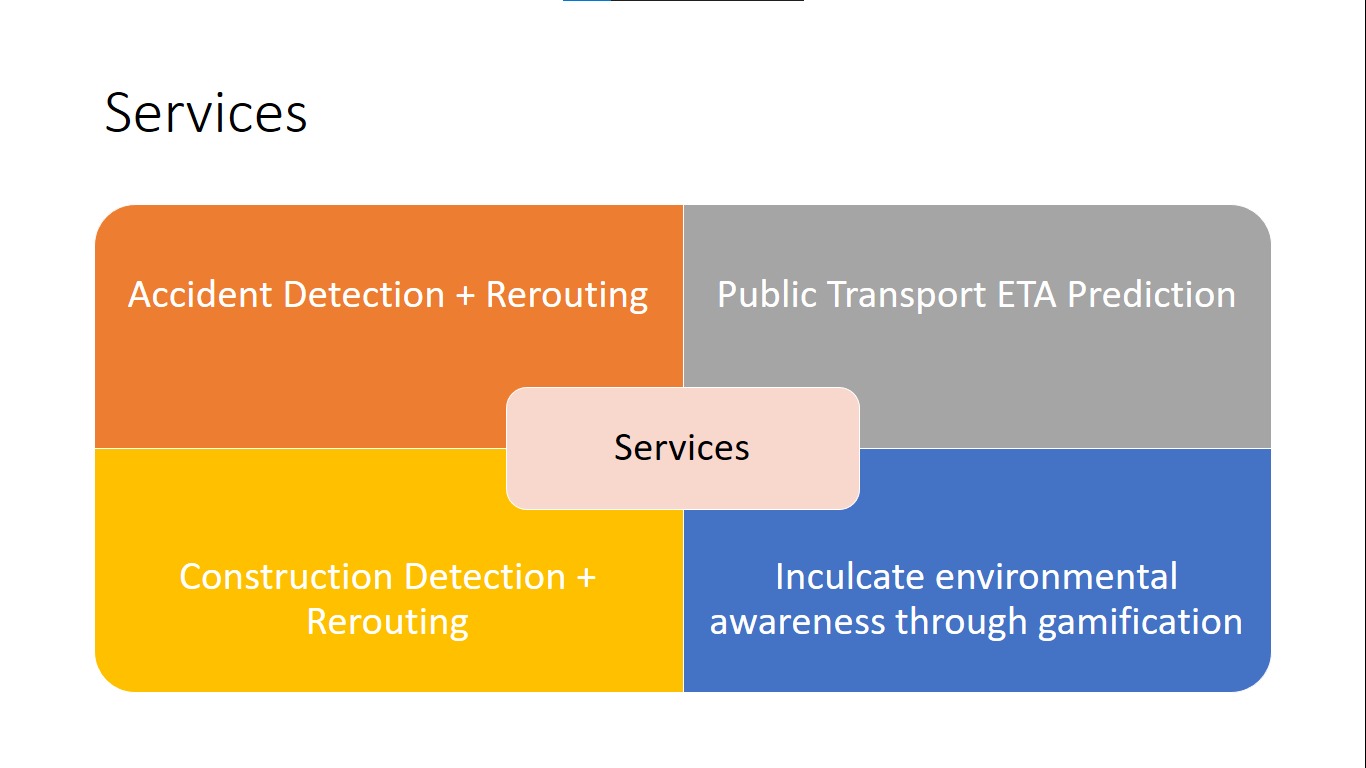 Services
Accident Detection + Rerouting
Public Transport ETA Prediction
Services
Construction Detection +
Rerouting
Inculcate environmental
awareness through gamification